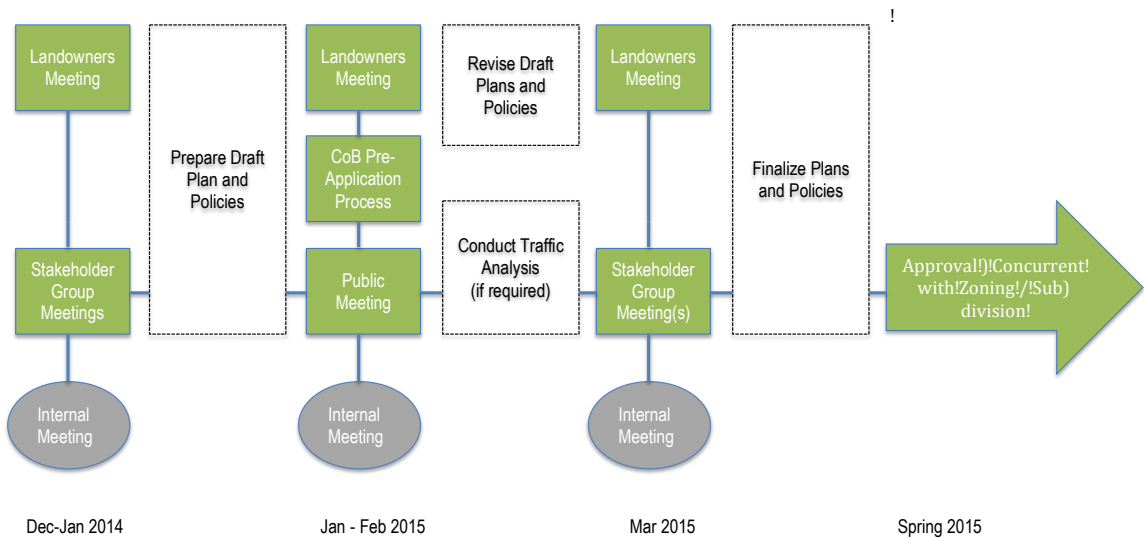 !
Landowners
Meeting
Prepare Draft
Plan and
Policies
Stakeholder
Group
Meetings
Internal
Meeting
Landowners
Meeting
CoB Pre-
Application
Process
Public
Meeting
Internal
Meeting
Revise Draft
Plans and
Policies
Conduct Traffic
Analysis
(if required)
Landowners
Meeting
Stakeholder
Group
Meeting(s)
Internal
Meeting
Finalize Plans
and Policies
Approval!)!Concurrent!
with!Zoning!/!Sub)
division!
Dec-Jan 2014
Jan - Feb 2015
Mar 2015
Spring 2015